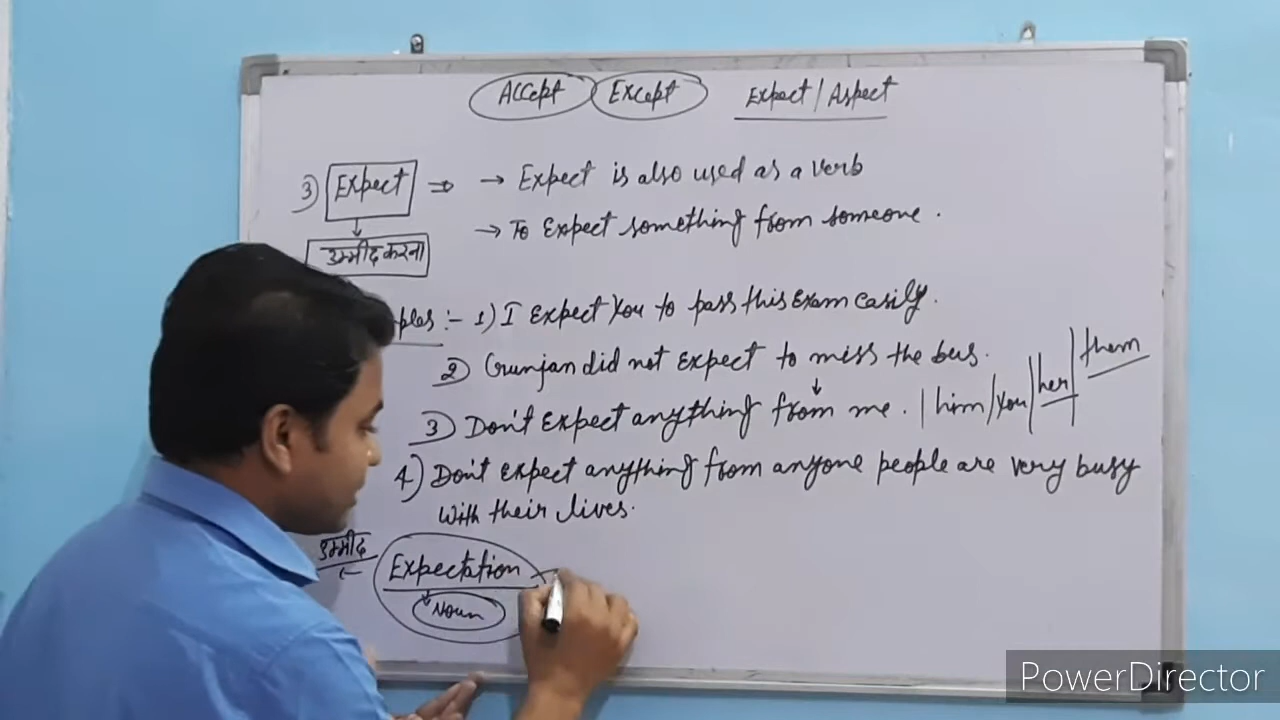 Accept Except Expect / Aspect
3) Expect ⇒ → Expect is also used as a verb
→ To Expect something from someone.
उम्मीद करना
mples :- 1) I Expect You to pass this Exam easily.
2) Gunjan did not Expect to miss the bus.
3) Don't Expect anything from me. | him / You / her / them
4) Don't Expect anything from anyone people are very busy
with their lives.
उम्मीद ← Expectation
Noun
PowerDirector